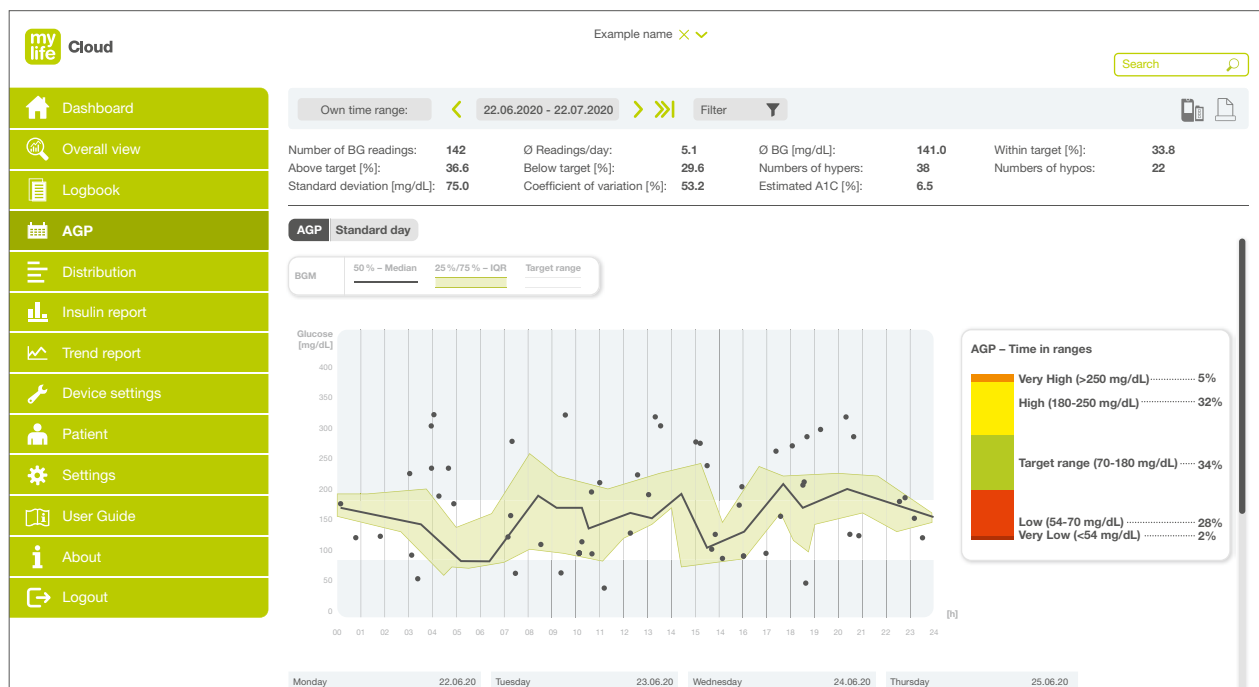 my life Cloud
Example name
Search
Dashboard
Overall view
Logbook
AGP
Distribution
Insulin report
Trend report
Device settings
Patient
Settings
User Guide
About
Logout
Own time range: 22.06.2020 - 22.07.2020 Filter
Number of BG readings: 142 Ø Readings/day: 5.1 Ø BG [mg/dL]: 141.0 Within target [%]: 33.8
Above target [%]: 36.6 Below target [%]: 29.6 Numbers of hypers: 38 Numbers of hypos: 22
Standard deviation [mg/dL]: 75.0 Coefficient of variation [%]: 53.2 Estimated A1C [%]: 6.5
AGP Standard day
BGM 50 % – Median 25 %/75 % – IQR Target range
Glucose
[mg/dL]
400
350
300
250
200
150
100
50
0
[h]
00 01 02 03 04 05 06 07 08 09 10 11 12 13 14 15 14 16 17 18 19 20 21 22 23 24
AGP – Time in ranges
Very High (>250 mg/dL) 5%
High (180-250 mg/dL) 32%
Target range (70-180 mg/dL) 34%
Low (54-70 mg/dL) 28%
Very Low (<54 mg/dL) 2%
Monday 22.06.20 Tuesday 23.06.20 Wednesday 24.06.20 Thursday 25.06.20